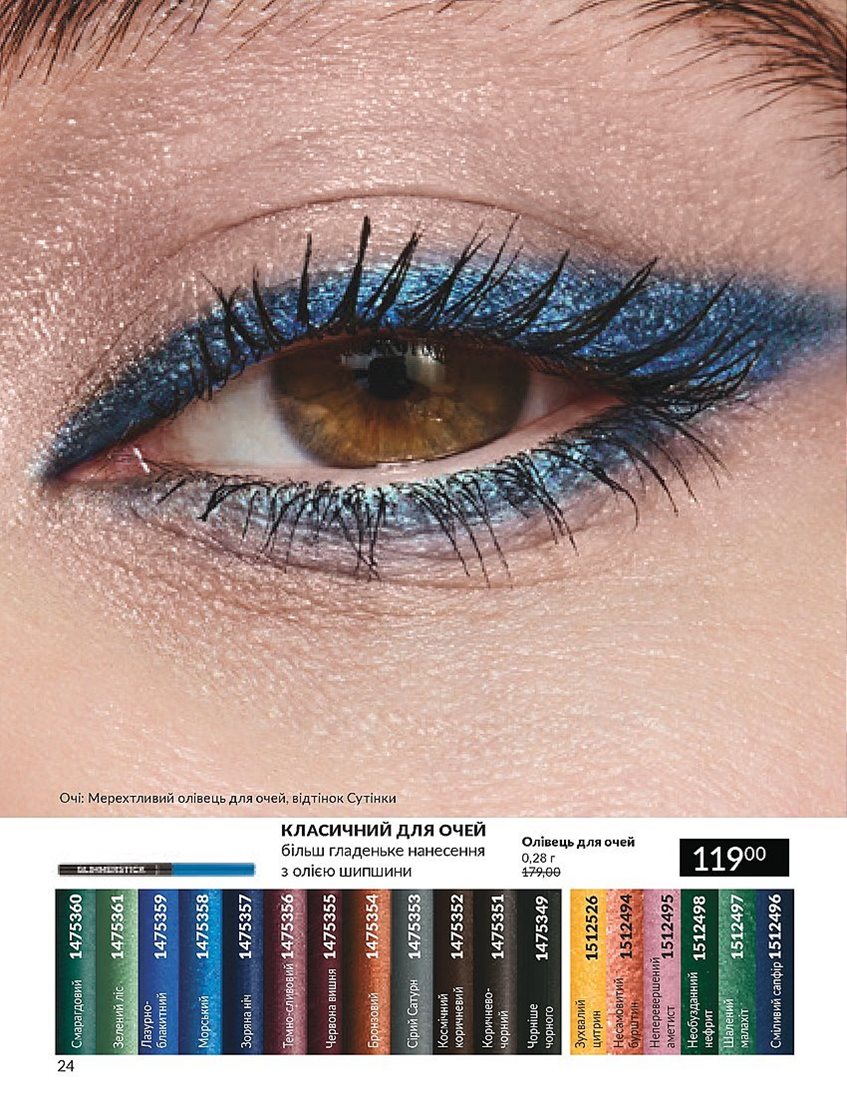 Очі: Мерехтливий олівець для очей, відтінок Сутінки
КЛАСИЧНИЙ ДЛЯ ОЧЕЙ
більш гладеньке нанесення
з олією шипшини
Олівець для очей
0,28 г
179,00
119⁰⁰
GLIMMERSTICK
Смарагдовий 1475360
Зелений ліс 1475361
Лазурно-
блакитний
1475359
Морський 1475358
Зоряна ніч 1475357
Темно-сливовий 1475356
Червона вишня 1475355
Бронзовий 1475354
Сірий Сатурн 1475353
Космічний
коричневий
1475352
Коричнево-
чорний
1475351
Чорніше
чорного
1475349
Зухвалий
цитрин
1512526
Несамовитий
бурштин
1512494
Неперевершений
аметист
1512495
Необузданний
нефрит
1512498
Шалений
малахіт
1512497
Сміливий сапфір 1512496
24